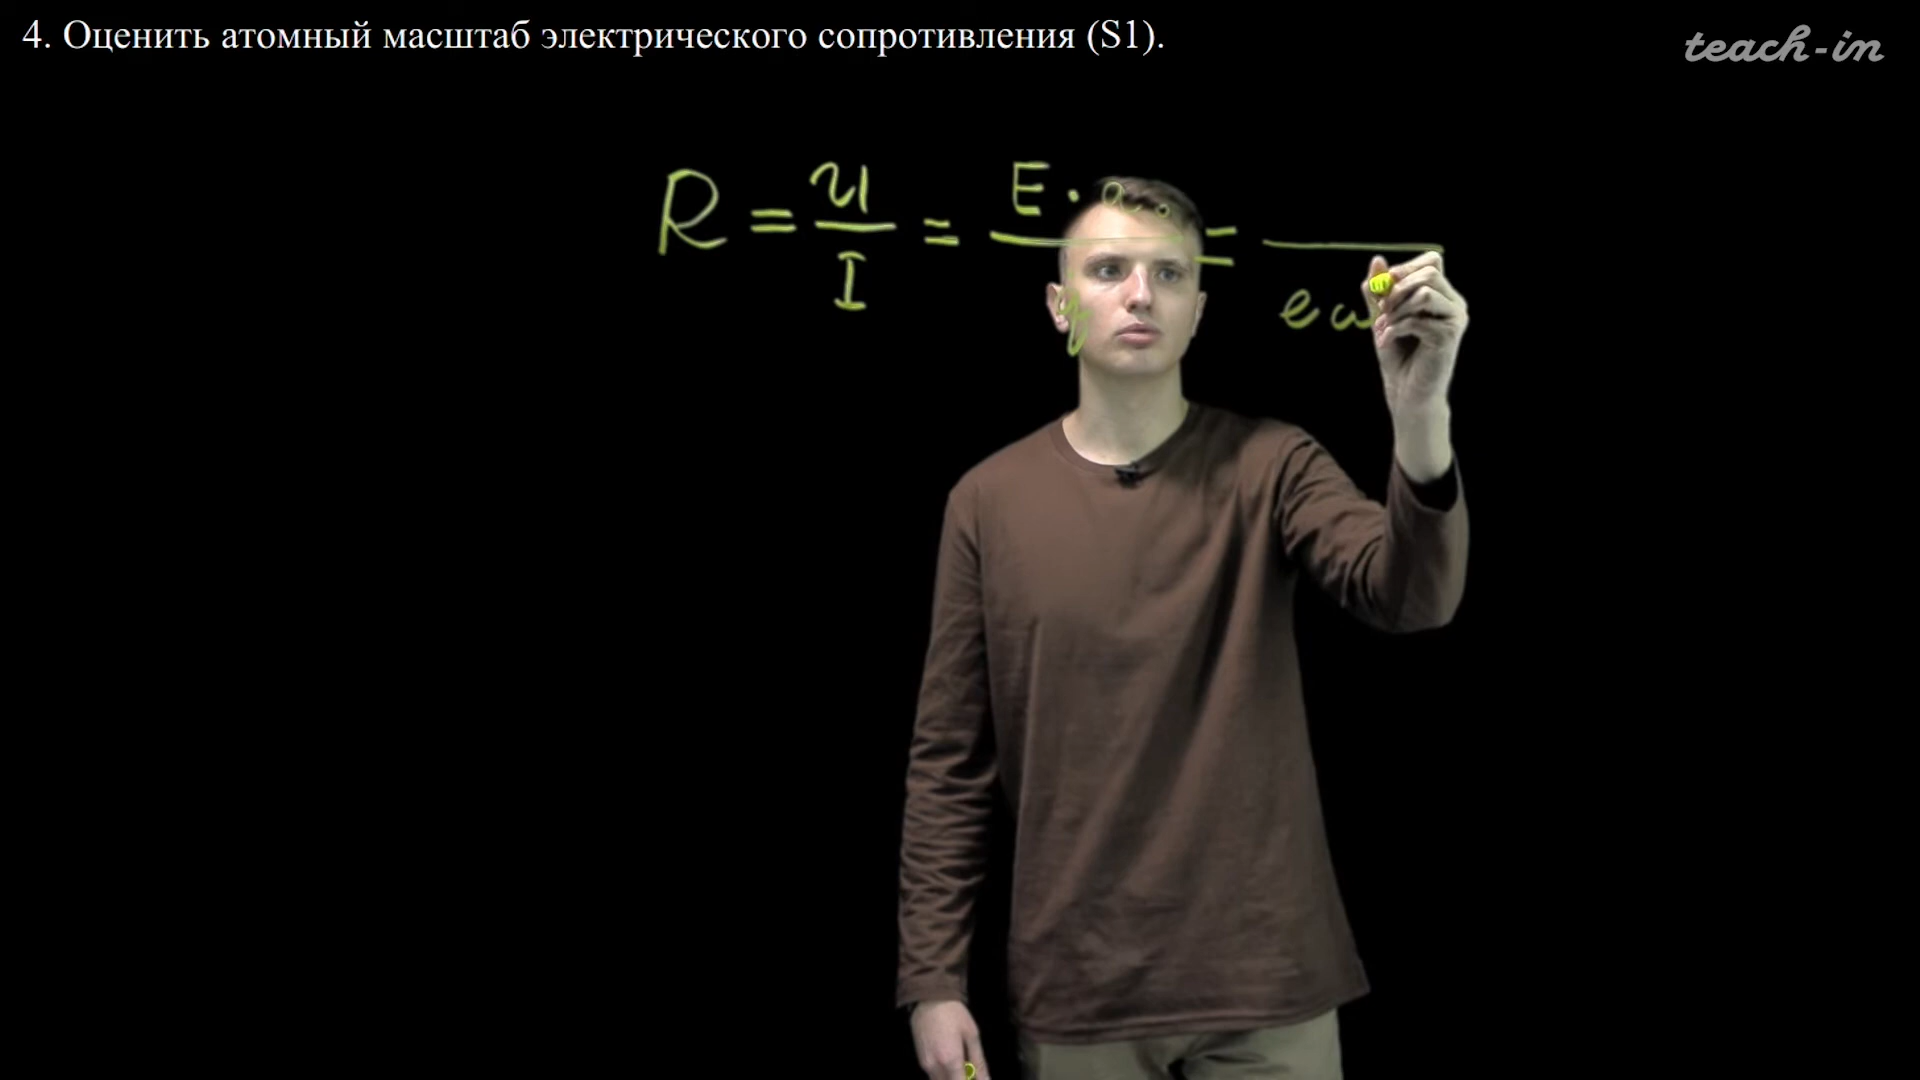 4. Оценить атомный масштаб электрического сопротивления (S1).
teach-in
R = U / I = E · a₀ / = / e ω